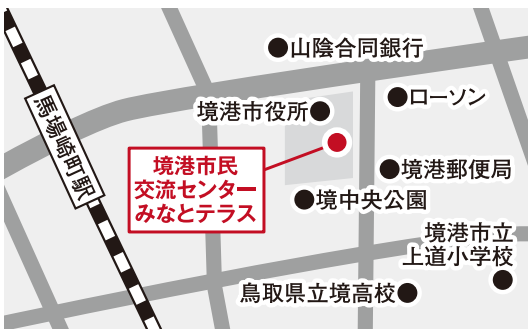 山陰合同銀行
ローソン
境港市役所
馬場崎町駅
境港市民
交流センター
みなとテラス
境港郵便局
境中央公園
境港市立
上道小学校
鳥取県立境高校